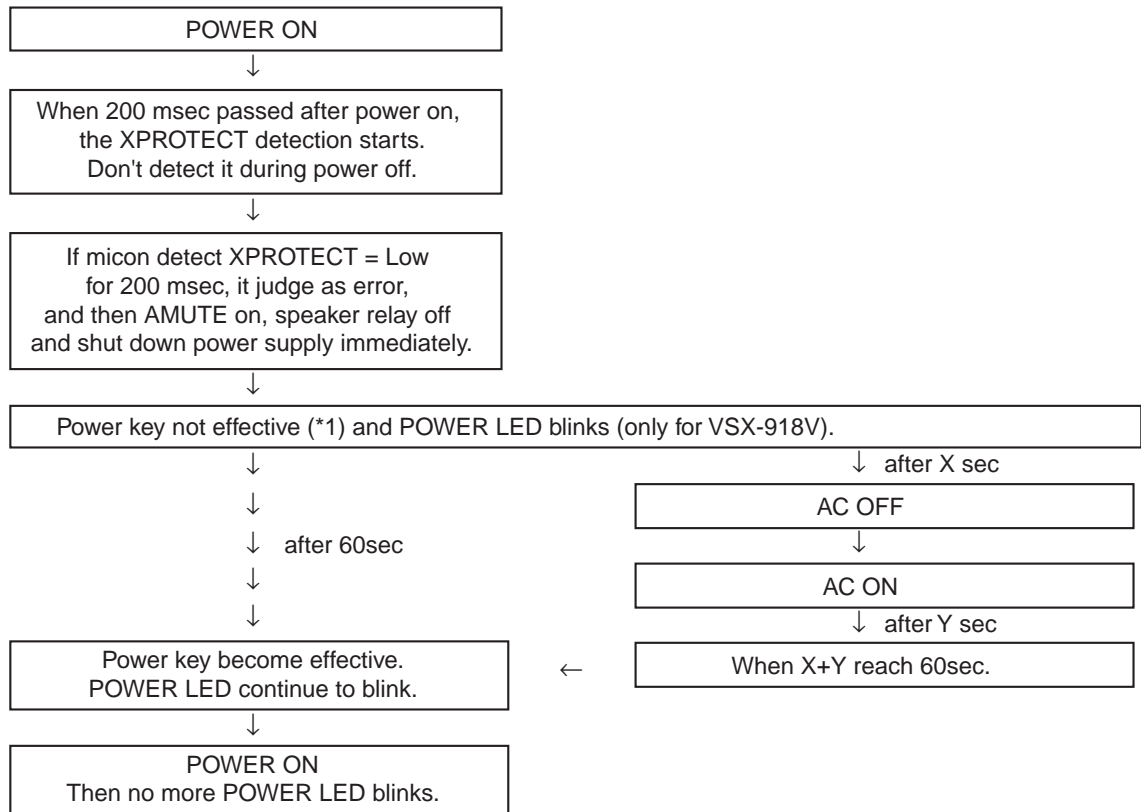 POWER ON
↓
When 200 msec passed after power on,
the XPROTECT detection starts.
Don't detect it during power off.
↓
If micon detect XPROTECT = Low
for 200 msec, it judge as error,
and then AMUTE on, speaker relay off
and shut down power supply immediately.
↓
Power key not effective (*1) and POWER LED blinks (only for VSX-918V).
↓
↓
↓ after 60sec
↓
↓
↓ after X sec
AC OFF
↓
AC ON
↓ after Y sec
When X+Y reach 60sec.
←
Power key become effective.
POWER LED continue to blink.
↓
POWER ON
Then no more POWER LED blinks.